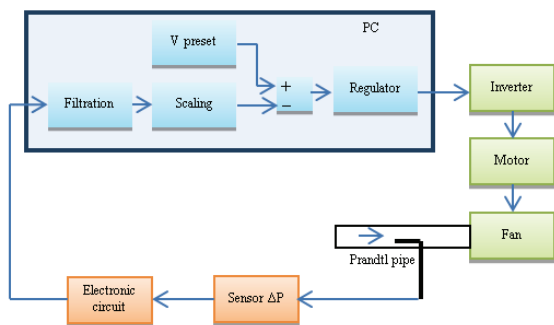 PC
V preset
+
−
Filtration
Scaling
Regulator
Inverter
Motor
Fan
Prandtl pipe
Sensor ΔP
Electronic
circuit